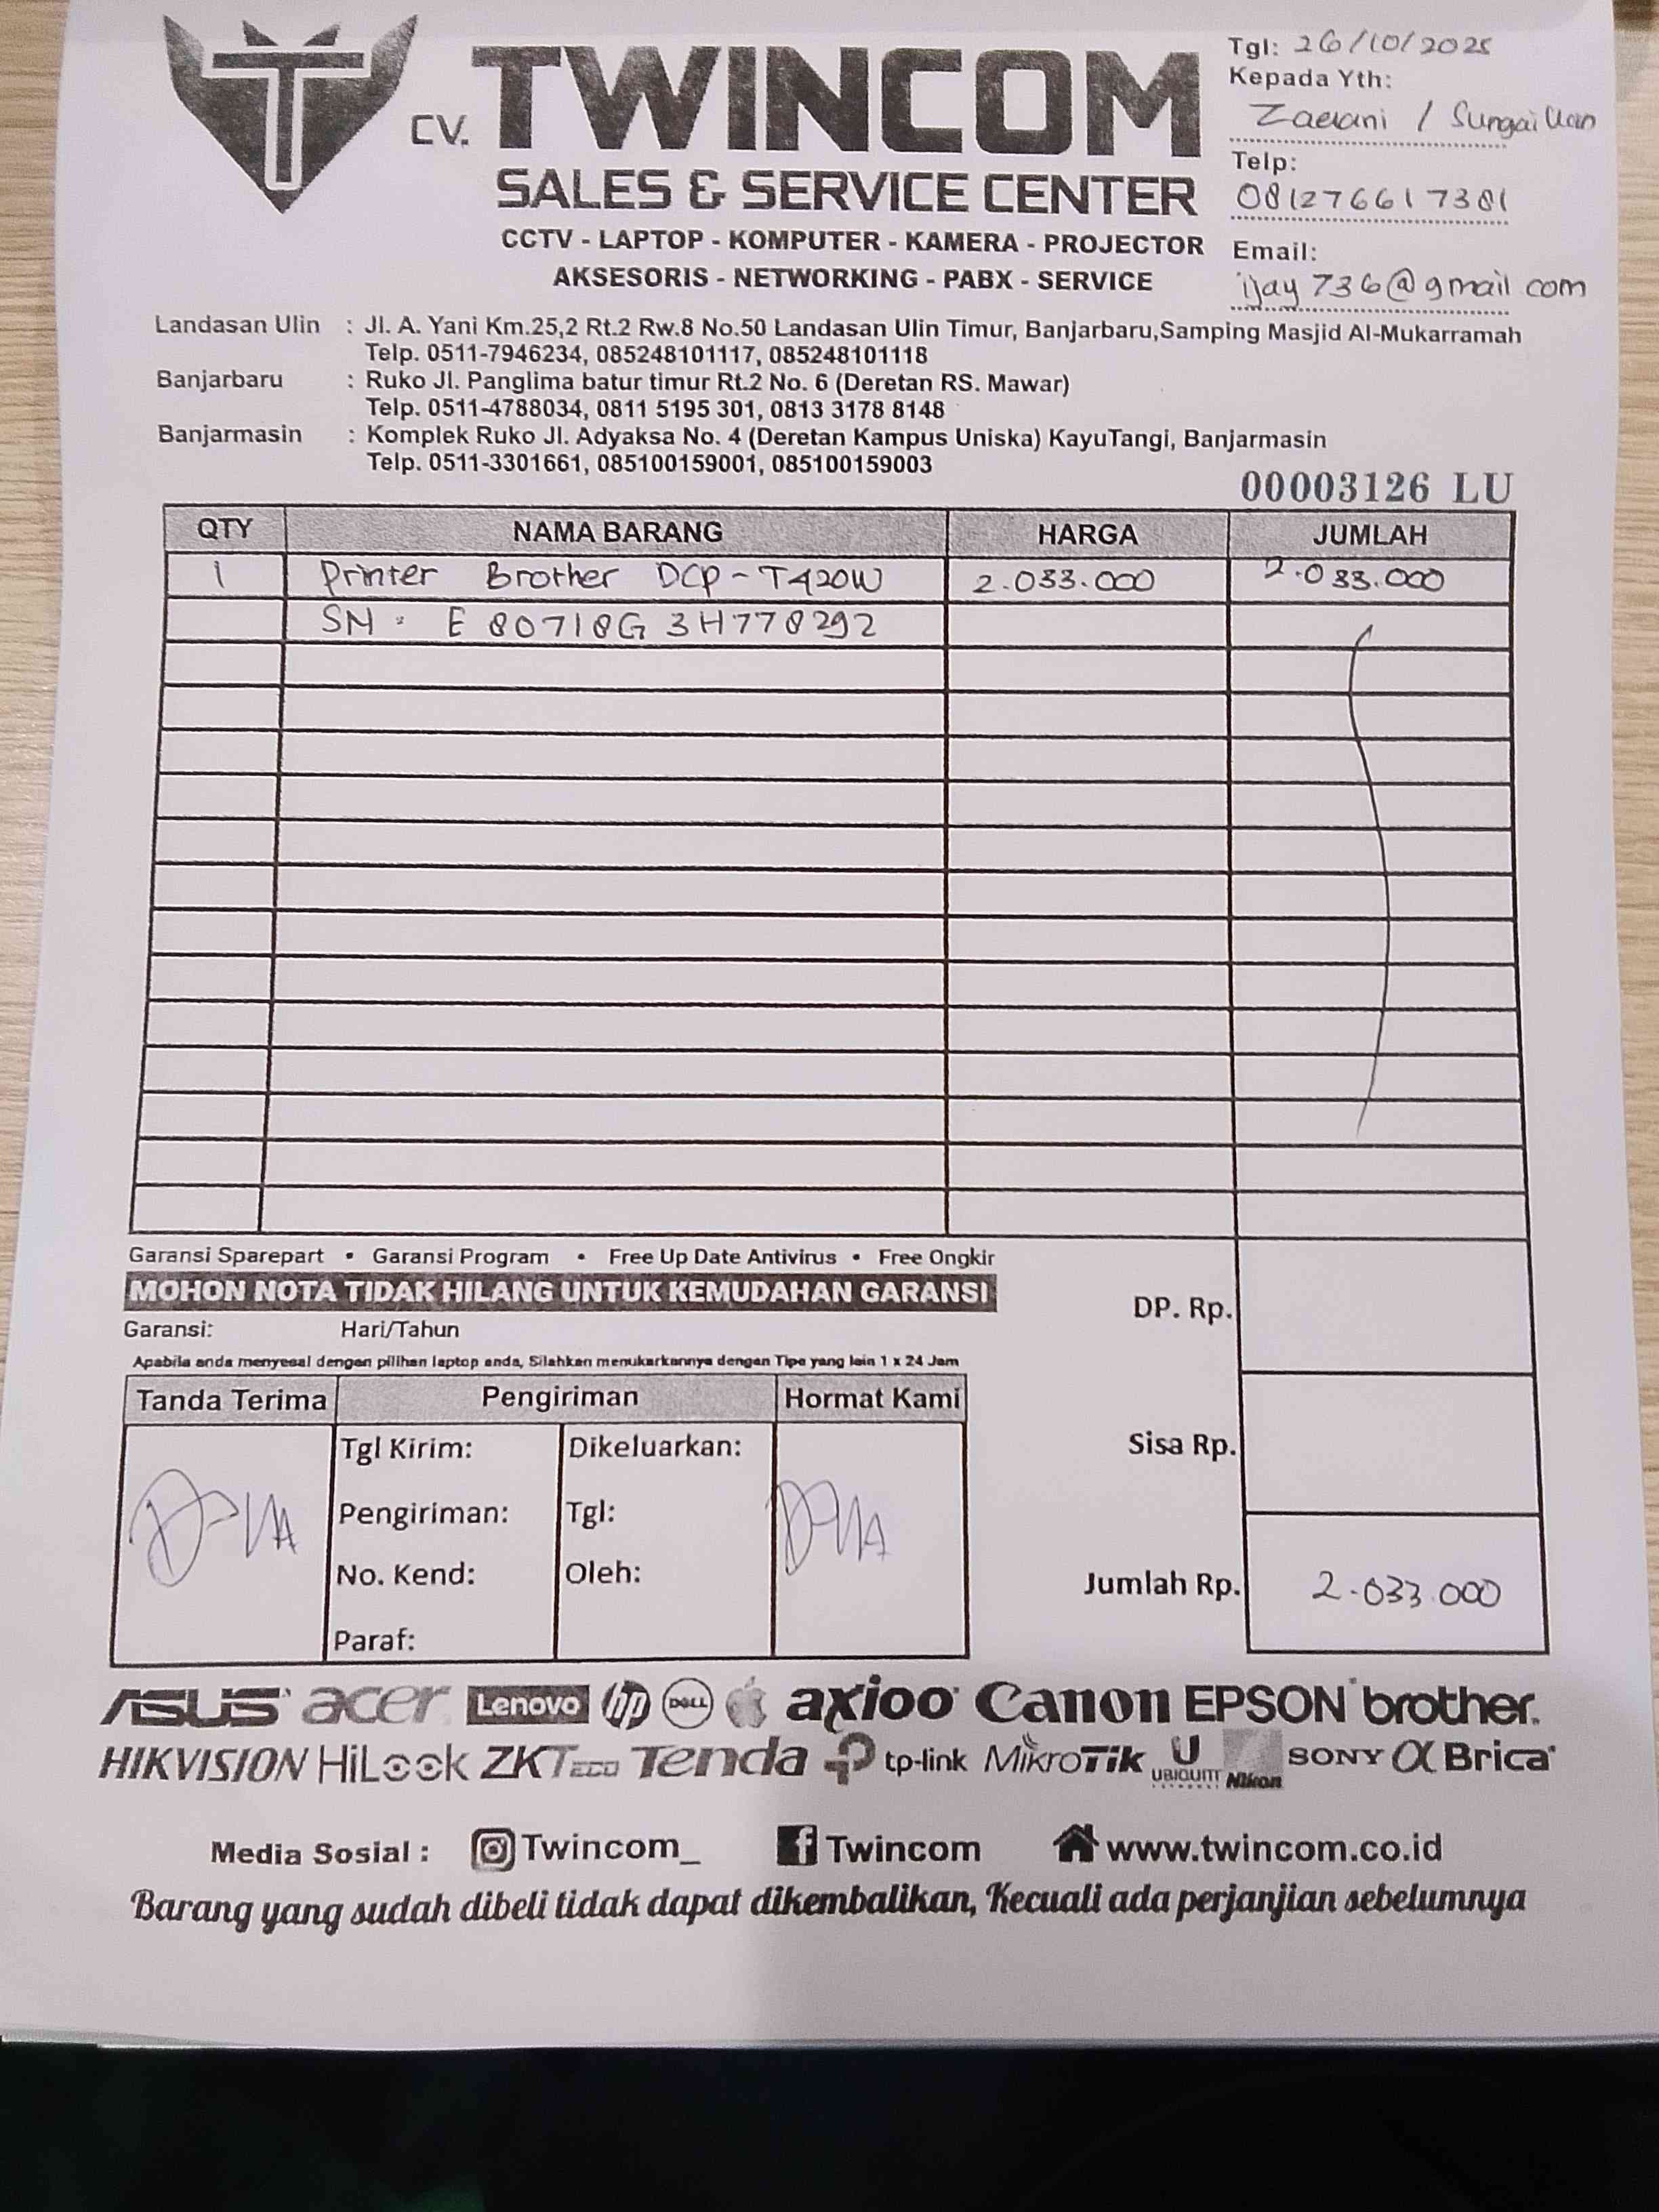 CV. TWINCOM
SALES & SERVICE CENTER
CCTV - LAPTOP - KOMPUTER - KAMERA - PROJECTOR
AKSESORIS - NETWORKING - PABX - SERVICE
Tgl: 26/10/2025
Kepada Yth:
/ Sungai
Telp:
081276617381
Email:
ijay736@gmail com
Landasan Ulin : Jl. A. Yani Km.25,2 Rt.2 Rw.8 No.50 Landasan Ulin Timur, Banjarbaru,Samping Masjid Al-Mukarramah
Telp. 0511-7946234, 085248101117, 085248101118
Banjarbaru : Ruko Jl. Panglima batur timur Rt.2 No. 6 (Deretan RS. Mawar)
Telp. 0511-4788034, 0811 5195 301, 0813 3178 8148
Banjarmasin : Komplek Ruko Jl. Adyaksa No. 4 (Deretan Kampus Uniska) KayuTangi, Banjarmasin
Telp. 0511-3301661, 085100159001, 085100159003
00003126 LU
QTY NAMA BARANG HARGA JUMLAH
1 Printer Brother DCP-T420W 2.033.000 2.033.000
SN : E80718G3H778292
Garansi Sparepart • Garansi Program • Free Up Date Antivirus • Free Ongkir
MOHON NOTA TIDAK HILANG UNTUK KEMUDAHAN GARANSI
Garansi: Hari/Tahun
Apabila anda menyesal dengan pilihan laptop anda, Silahkan menukarkannya dengan Tipe yang lain 1 x 24 Jam
DP. Rp.
Tanda Terima Pengiriman Hormat Kami
Tgl Kirim: Dikeluarkan:
Sisa Rp.
Pengiriman: Tgl:
No. Kend: Oleh:
Jumlah Rp. 2.033.000
Paraf:
ASUS acer Lenovo hp DELL axioo Canon EPSON brother.
HIKVISION HiLook ZKTeco Tenda tp-link MikroTik U UBIQUITI Nikon SONY α Brica
Media Sosial : Twincom_ Twincom www.twincom.co.id
Barang yang sudah dibeli tidak dapat dikembalikan, Kecuali ada perjanjian sebelumnya